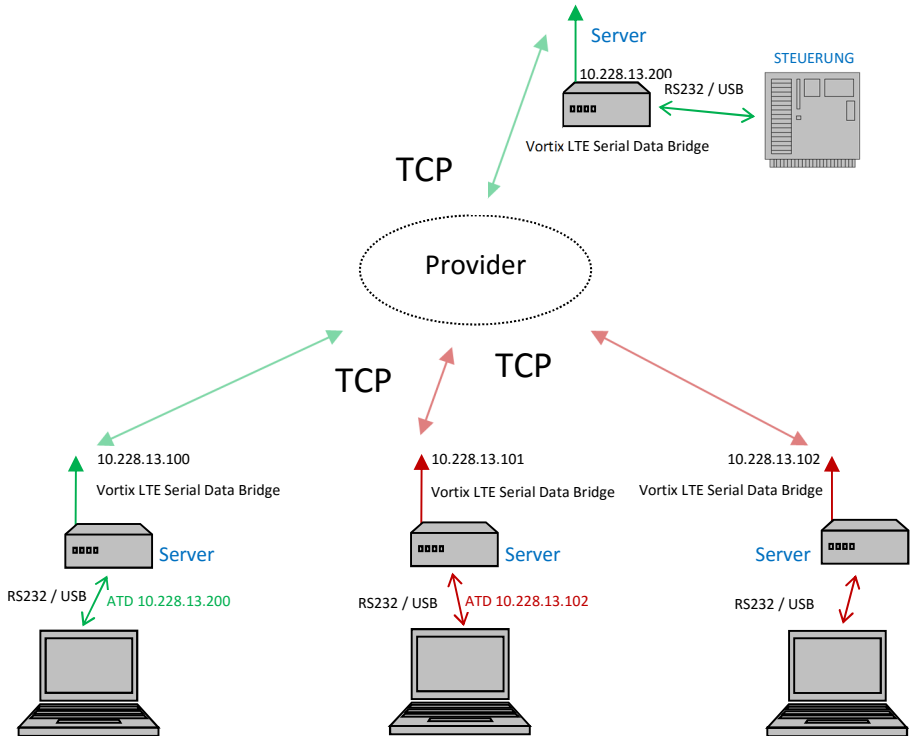 Server
STEUERUNG
10.228.13.200
RS232 / USB
Vortix LTE Serial Data Bridge
TCP
Provider
TCP
TCP
10.228.13.100
10.228.13.101
10.228.13.102
Vortix LTE Serial Data Bridge
Vortix LTE Serial Data Bridge
Vortix LTE Serial Data Bridge
Server
Server
Server
RS232 / USB
ATD 10.228.13.200
RS232 / USB
ATD 10.228.13.102
RS232 / USB